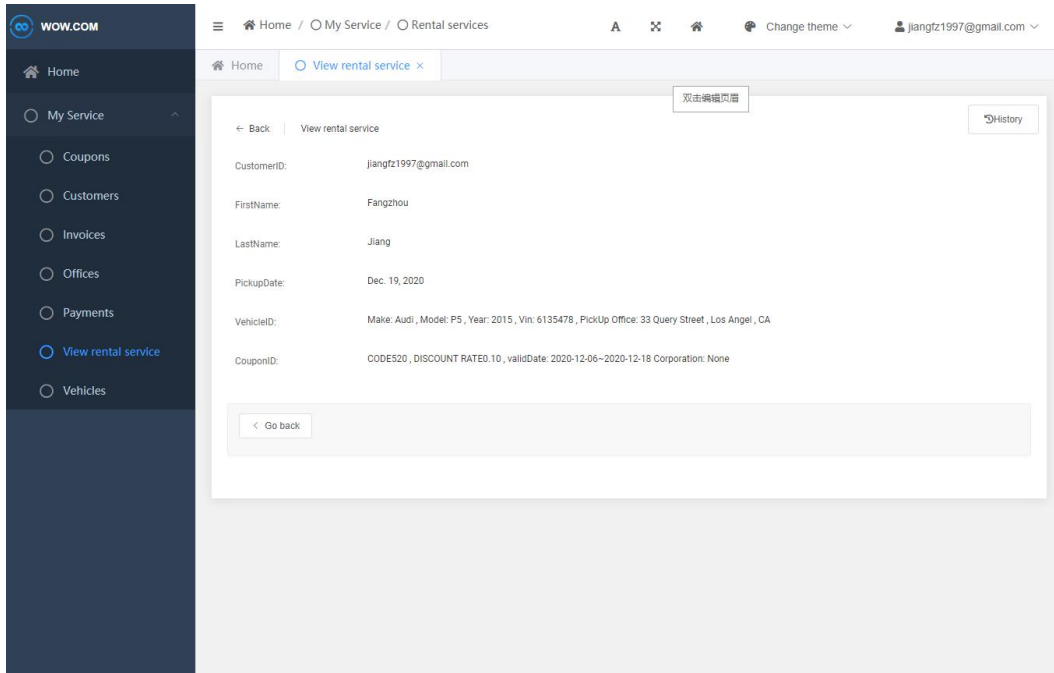 WOW.COM
Home / My Service / Rental services
A
Change theme
jiangfz1997@gmail.com
Home
View rental service ×
双击编辑页眉
Home
My Service
Coupons
Customers
Invoices
Offices
Payments
View rental service
Vehicles
← Back
View rental service
History
CustomerID: jiangfz1997@gmail.com
FirstName: Fangzhou
LastName: Jiang
PickupDate: Dec. 19, 2020
VehicleID: Make: Audi , Model: P5 , Year: 2015 , Vin: 6135478 , PickUp Office: 33 Query Street , Los Angel , CA
CouponID: CODE520 , DISCOUNT RATE0.10 , validDate: 2020-12-06~2020-12-18 Corporation: None
< Go back